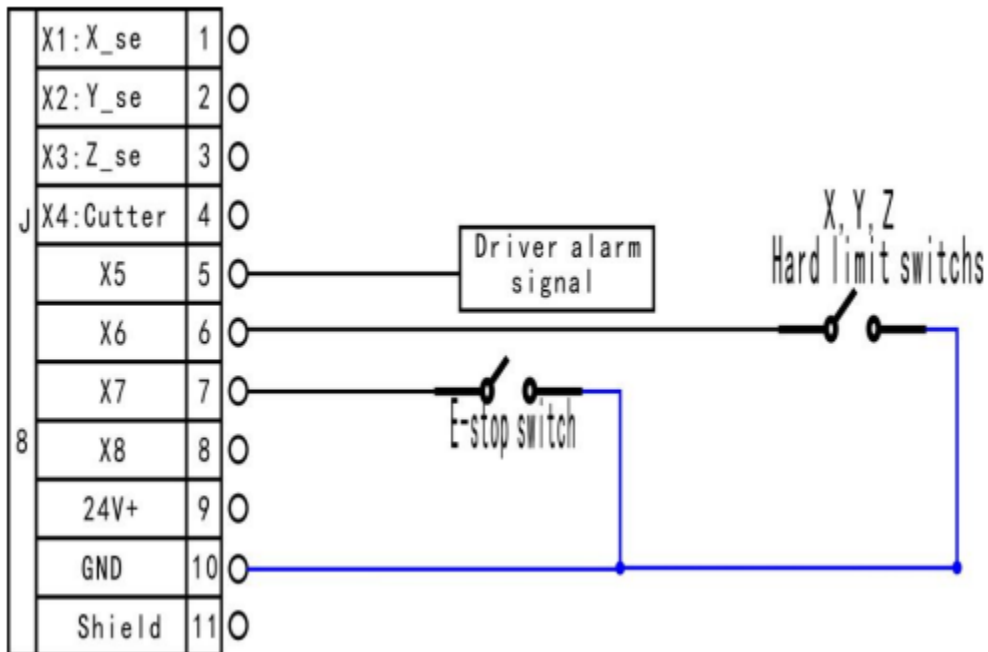 X1:X_se 1
X2:Y_se 2
X3:Z_se 3
J
X4:Cutter 4
X5 5
Driver alarm
signal
X, Y, Z
Hard limit switchs
X6 6
X7 7
E-stop switch
8
X8 8
24V+ 9
GND 10
Shield 11